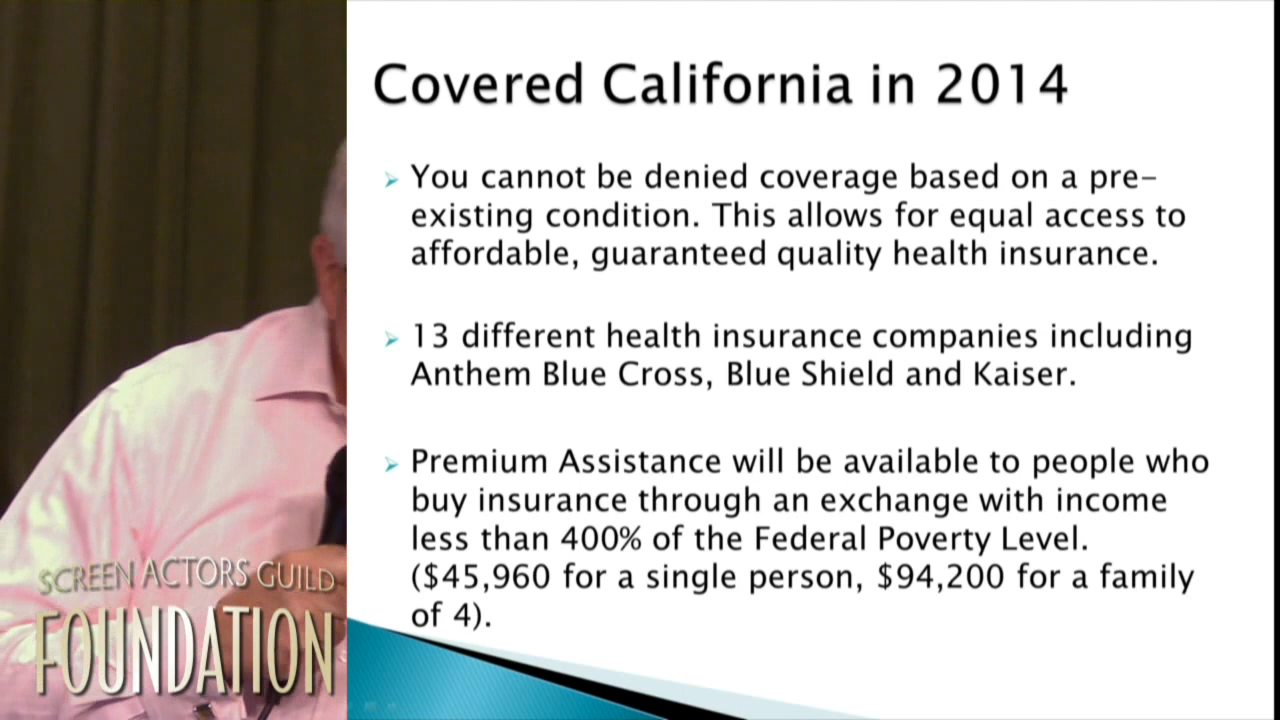 Covered California in 2014
You cannot be denied coverage based on a pre-
existing condition. This allows for equal access to
affordable, guaranteed quality health insurance.
13 different health insurance companies including
Anthem Blue Cross, Blue Shield and Kaiser.
Premium Assistance will be available to people who
buy insurance through an exchange with income
less than 400% of the Federal Poverty Level.
($45,960 for a single person, $94,200 for a family
of 4).
SCREEN ACTORS GUILD
FOUNDATION